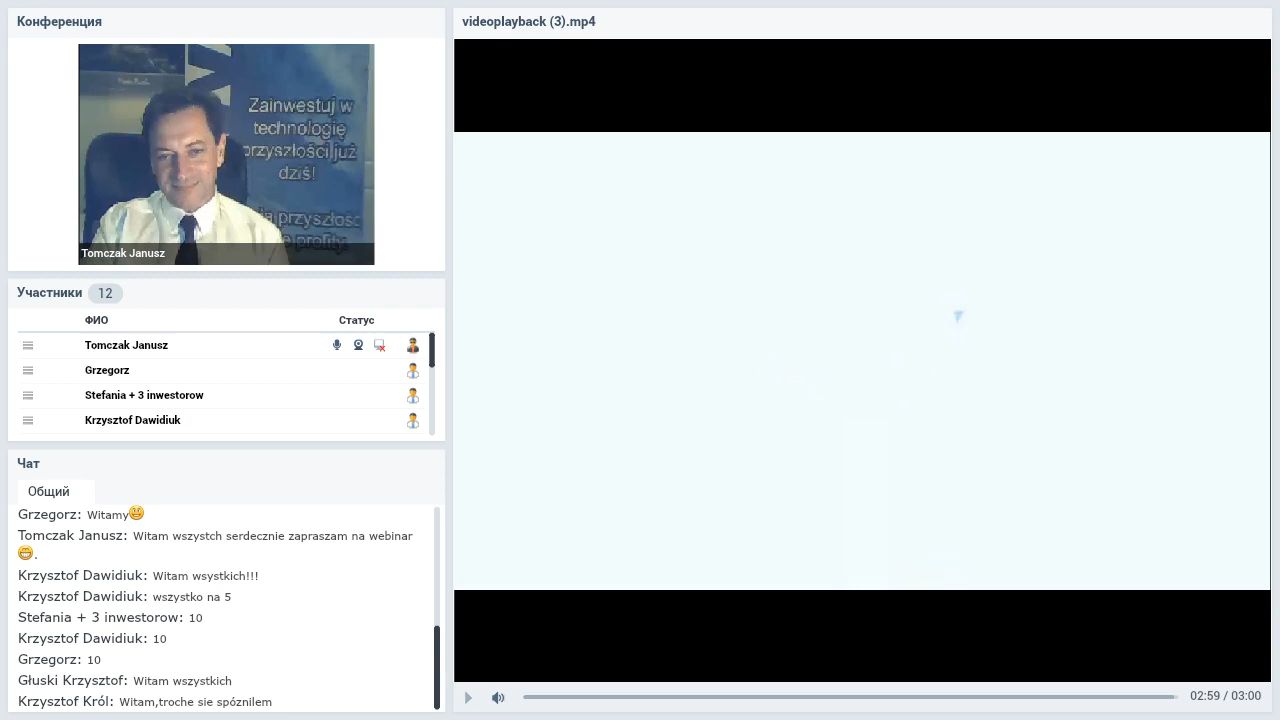 Конференция
Zainwestuj w
technologię
przyszłości już
dziś!
przyszłość
profity
Tomczak Janusz
Участники 12
ФИО Статус
Tomczak Janusz
Grzegorz
Stefania + 3 inwestorow
Krzysztof Dawidiuk
Чат
Общий
Grzegorz: Witamy
Tomczak Janusz: Witam wszystch serdecznie zapraszam na webinar
.
Krzysztof Dawidiuk: Witam wsystkich!!!
Krzysztof Dawidiuk: wszystko na 5
Stefania + 3 inwestorow: 10
Krzysztof Dawidiuk: 10
Grzegorz: 10
Głuski Krzysztof: Witam wszystkich
Krzysztof Król: Witam,troche sie spóznilem
videoplayback (3).mp4
02:59 / 03:00